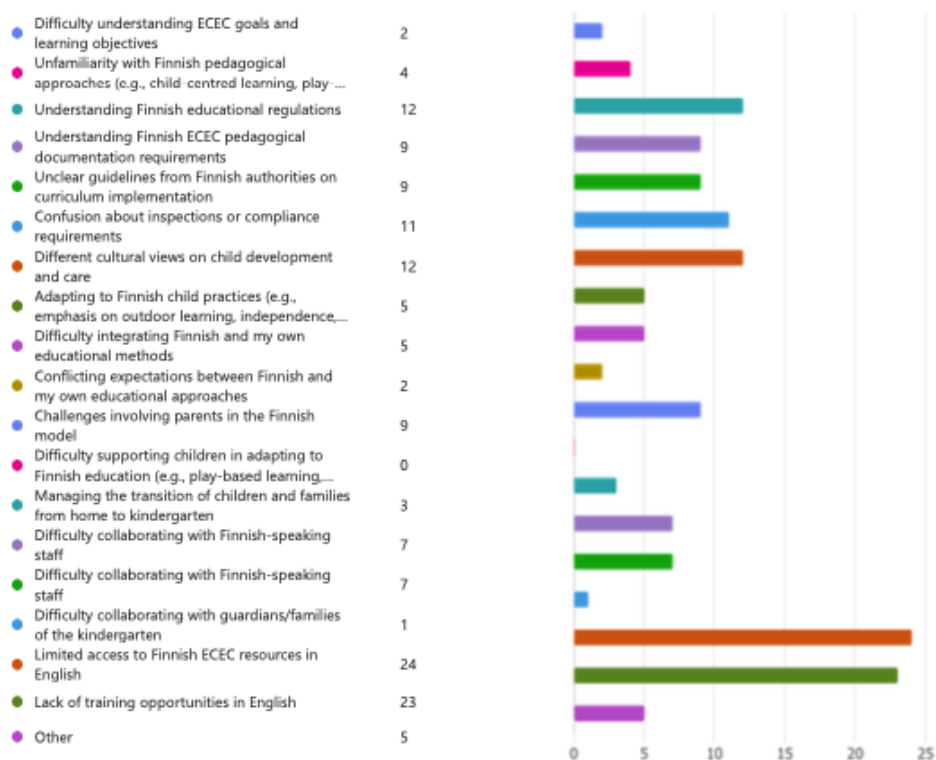 Difficulty understanding ECEC goals and
learning objectives
2
Unfamiliarity with Finnish pedagogical
approaches (e.g., child-centred learning, play-...
4
Understanding Finnish educational regulations
12
Understanding Finnish ECEC pedagogical
documentation requirements
9
Unclear guidelines from Finnish authorities on
curriculum implementation
9
Confusion about inspections or compliance
requirements
11
Different cultural views on child development
and care
12
Adapting to Finnish child practices (e.g.,
emphasis on outdoor learning, independence,...
5
Difficulty integrating Finnish and my own
educational methods
5
Conflicting expectations between Finnish and
my own educational approaches
2
Challenges involving parents in the Finnish
model
9
Difficulty supporting children in adapting to
Finnish education (e.g., play-based learning,...
0
Managing the transition of children and families
from home to kindergarten
3
Difficulty collaborating with Finnish-speaking
staff
7
Difficulty collaborating with Finnish-speaking
staff
7
Difficulty collaborating with guardians/families
of the kindergarten
1
Limited access to Finnish ECEC resources in
English
24
Lack of training opportunities in English
23
Other
5
0 5 10 15 20 25